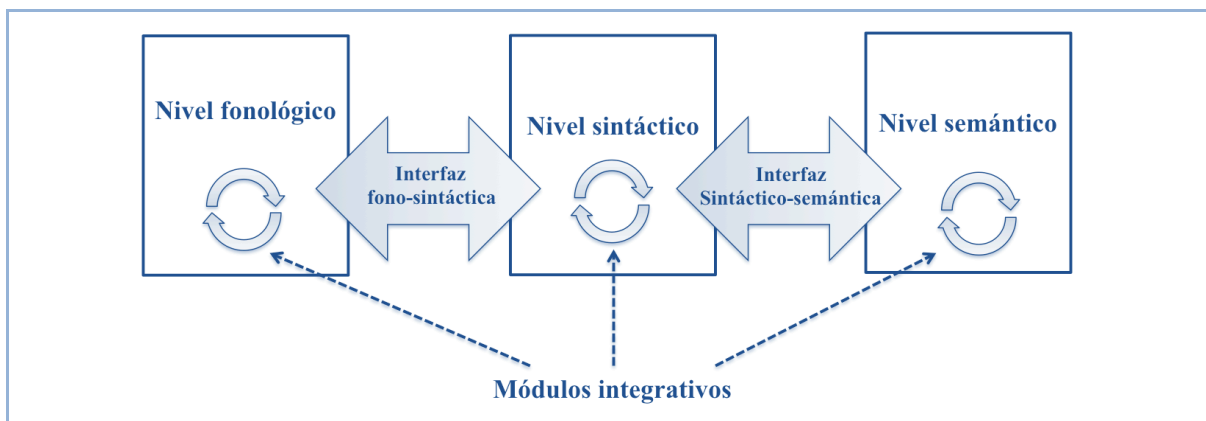 Nivel fonológico
Interfaz
fono-sintáctica
Nivel sintáctico
Interfaz
Sintáctico-semántica
Nivel semántico
Módulos integrativos